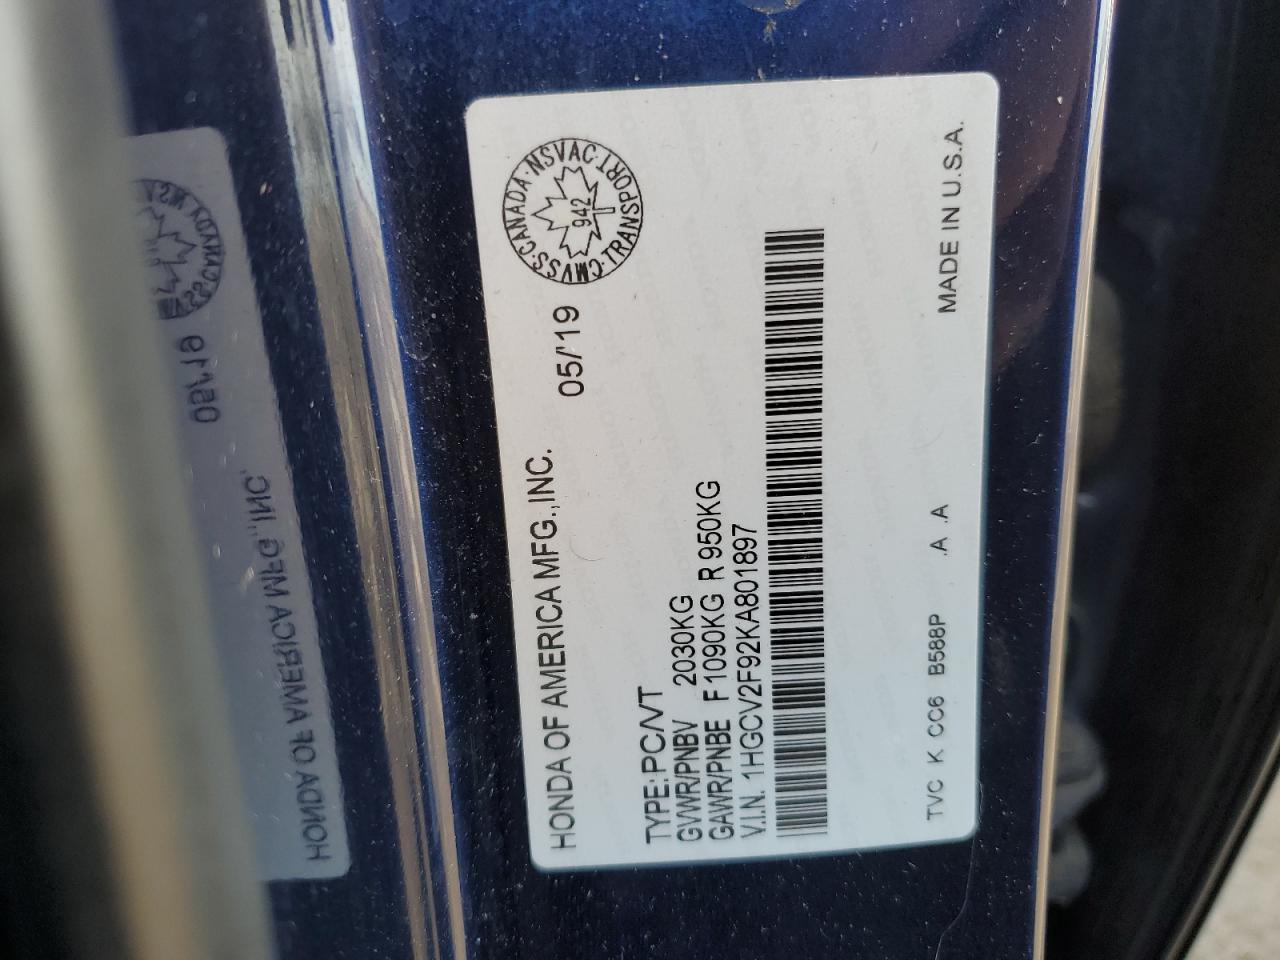 HONDA OF AMERICA MFG.,INC. 05/'19
CMVSS·CANADA·NSVAC·TRANSPORT·
942
TYPE: PC/VT
GVWR/PNBV 2030KG
GAWR/PNBE F1090KG R 950KG
V.I.N. 1HGCV2F92KA801897
TVC K CC6 B588P .A .A MADE IN U.S.A.
HONDA OF AMERICA MFG.,INC. 05/'19